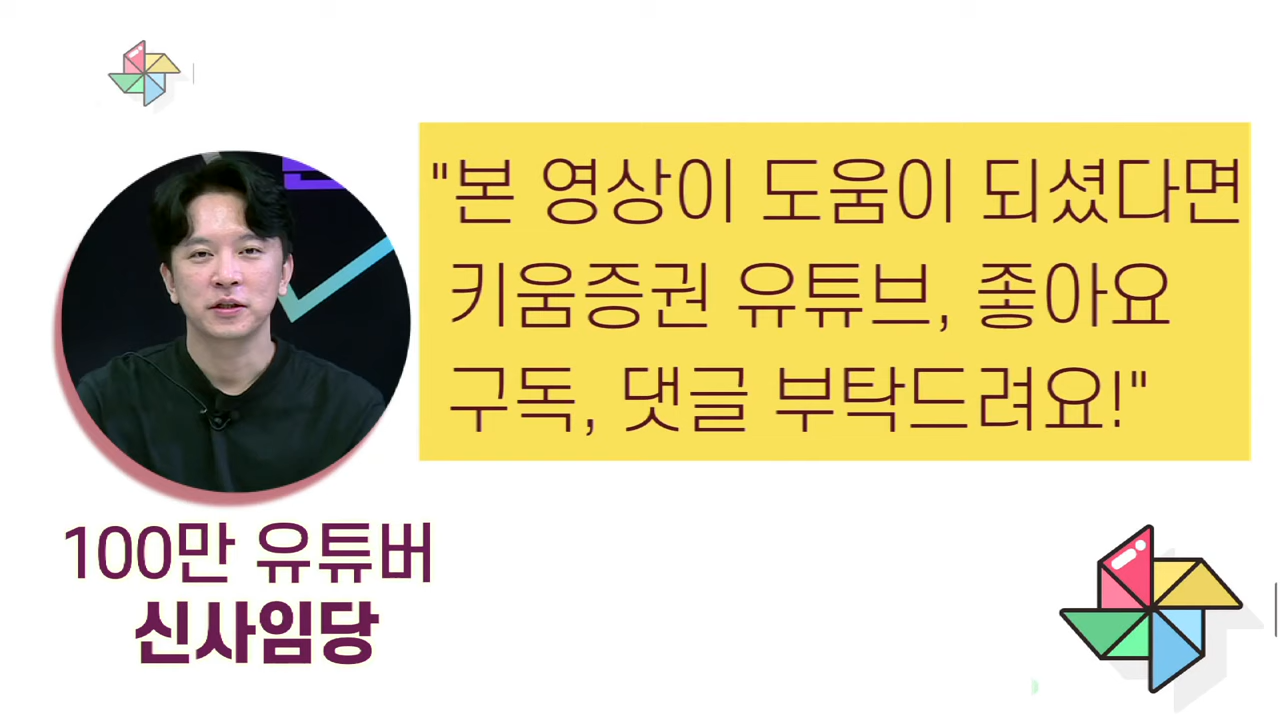 "본 영상이 도움이 되셨다면
키움증권 유튜브, 좋아요
구독, 댓글 부탁드려요!"
100만 유튜버
신사임당